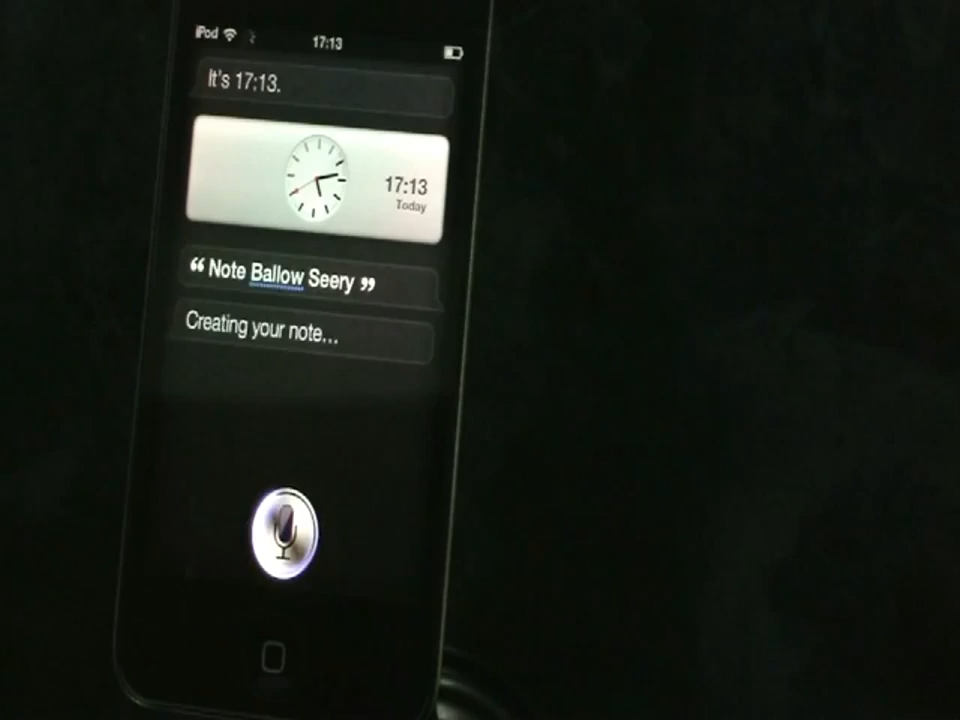 iPod 17:13
It's 17:13.
17:13
Today
“ Note Ballow Seery ”
Creating your note...